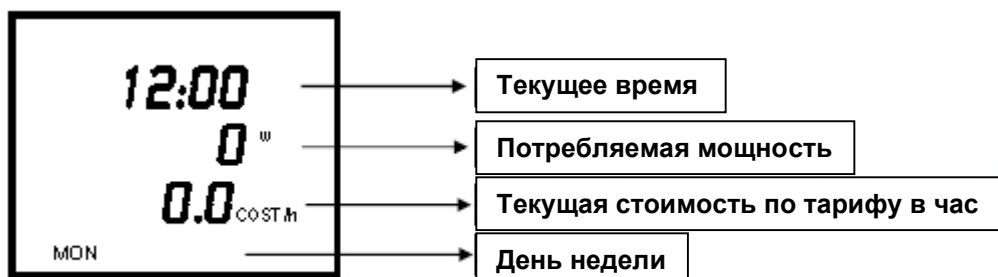 12:00
Текущее время
0 w
Потребляемая мощность
0.0 COST/h
Текущая стоимость по тарифу в час
MON
День недели